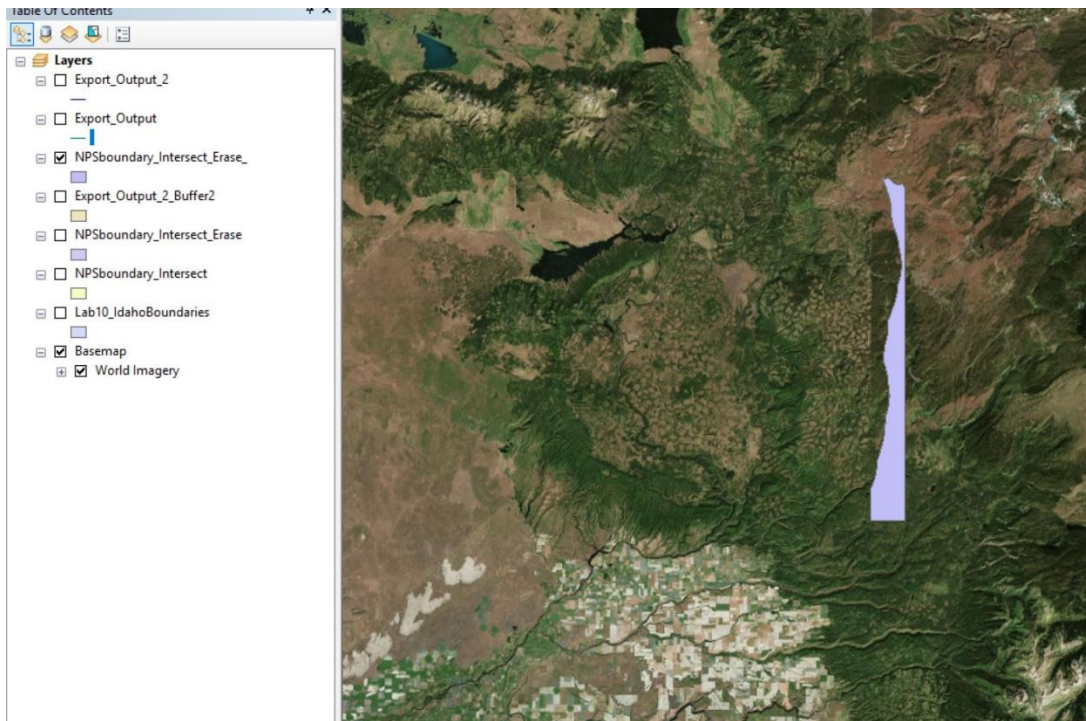 Table Of Contents
Layers
Export_Output_2
Export_Output
NPSboundary_Intersect_Erase_
Export_Output_2_Buffer2
NPSboundary_Intersect_Erase
NPSboundary_Intersect
Lab10_IdahoBoundaries
Basemap
World Imagery